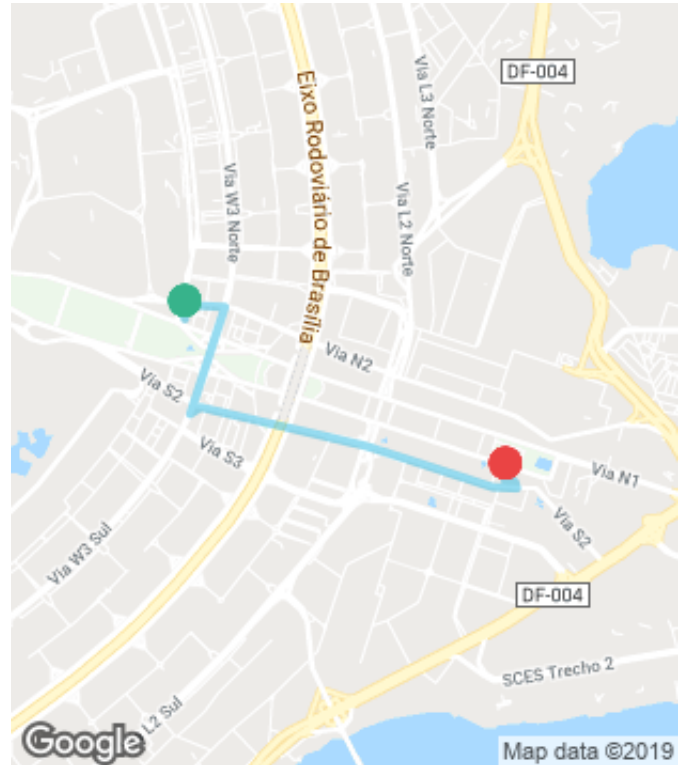 DF-004
Via L3 Norte
Eixo Rodoviário de Brasília
Via W3 Norte
Via L2 Norte
Via N2
Via S2
Via S3
Via N1
Via S2
Via W3 Sul
DF-004
SCES Trecho 2
L2 Sul
Google
Map data ©2019